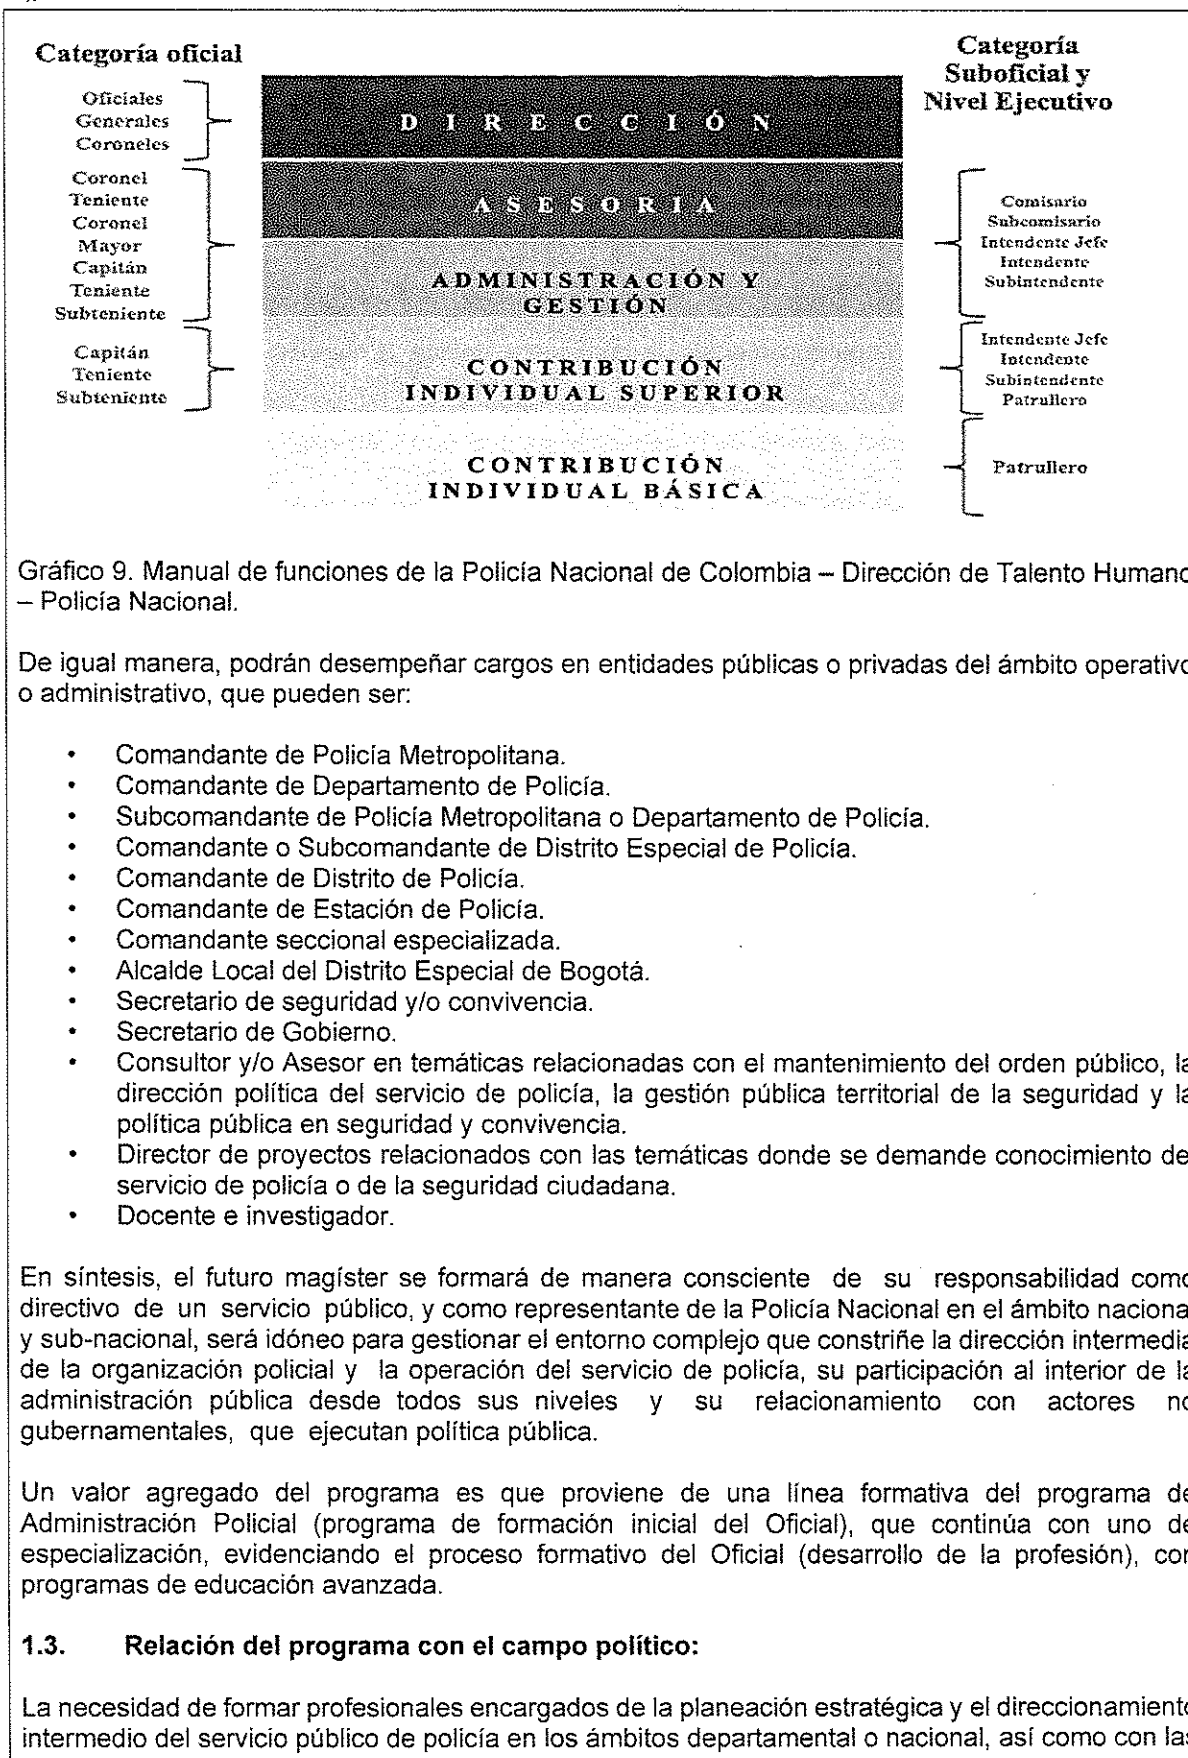 Categoría oficial
Oficiales
Generales
Coroneles
Coronel
Teniente
Coronel
Mayor
Capitán
Teniente
Subteniente
Capitán
Teniente
Subteniente
DIRECCIÓN
ASESORIA
ADMINISTRACIÓN Y
GESTIÓN
CONTRIBUCIÓN
INDIVIDUAL SUPERIOR
CONTRIBUCIÓN
INDIVIDUAL BÁSICA
Categoría
Suboficial y
Nivel Ejecutivo
Comisario
Subcomisario
Intendente Jefe
Intendente
Subintendente
Intendente Jefe
Intendente
Subintendente
Patrullero
Patrullero
Gráfico 9. Manual de funciones de la Policía Nacional de Colombia – Dirección de Talento Humano
– Policía Nacional.
De igual manera, podrán desempeñar cargos en entidades públicas o privadas del ámbito operativo
o administrativo, que pueden ser:
• Comandante de Policía Metropolitana.
• Comandante de Departamento de Policía.
• Subcomandante de Policía Metropolitana o Departamento de Policía.
• Comandante o Subcomandante de Distrito Especial de Policía.
• Comandante de Distrito de Policía.
• Comandante de Estación de Policía.
• Comandante seccional especializada.
• Alcalde Local del Distrito Especial de Bogotá.
• Secretario de seguridad y/o convivencia.
• Secretario de Gobierno.
• Consultor y/o Asesor en temáticas relacionadas con el mantenimiento del orden público, la
dirección política del servicio de policía, la gestión pública territorial de la seguridad y la
política pública en seguridad y convivencia.
• Director de proyectos relacionados con las temáticas donde se demande conocimiento de
servicio de policía o de la seguridad ciudadana.
• Docente e investigador.
En síntesis, el futuro magíster se formará de manera consciente de su responsabilidad como
directivo de un servicio público, y como representante de la Policía Nacional en el ámbito nacional
y sub-nacional, será idóneo para gestionar el entorno complejo que constriñe la dirección intermedia
de la organización policial y la operación del servicio de policía, su participación al interior de la
administración pública desde todos sus niveles y su relacionamiento con actores no
gubernamentales, que ejecutan política pública.
Un valor agregado del programa es que proviene de una línea formativa del programa de
Administración Policial (programa de formación inicial del Oficial), que continúa con uno de
especialización, evidenciando el proceso formativo del Oficial (desarrollo de la profesión), con
programas de educación avanzada.
1.3. Relación del programa con el campo político:
La necesidad de formar profesionales encargados de la planeación estratégica y el direccionamiento
intermedio del servicio público de policía en los ámbitos departamental o nacional, así como con las